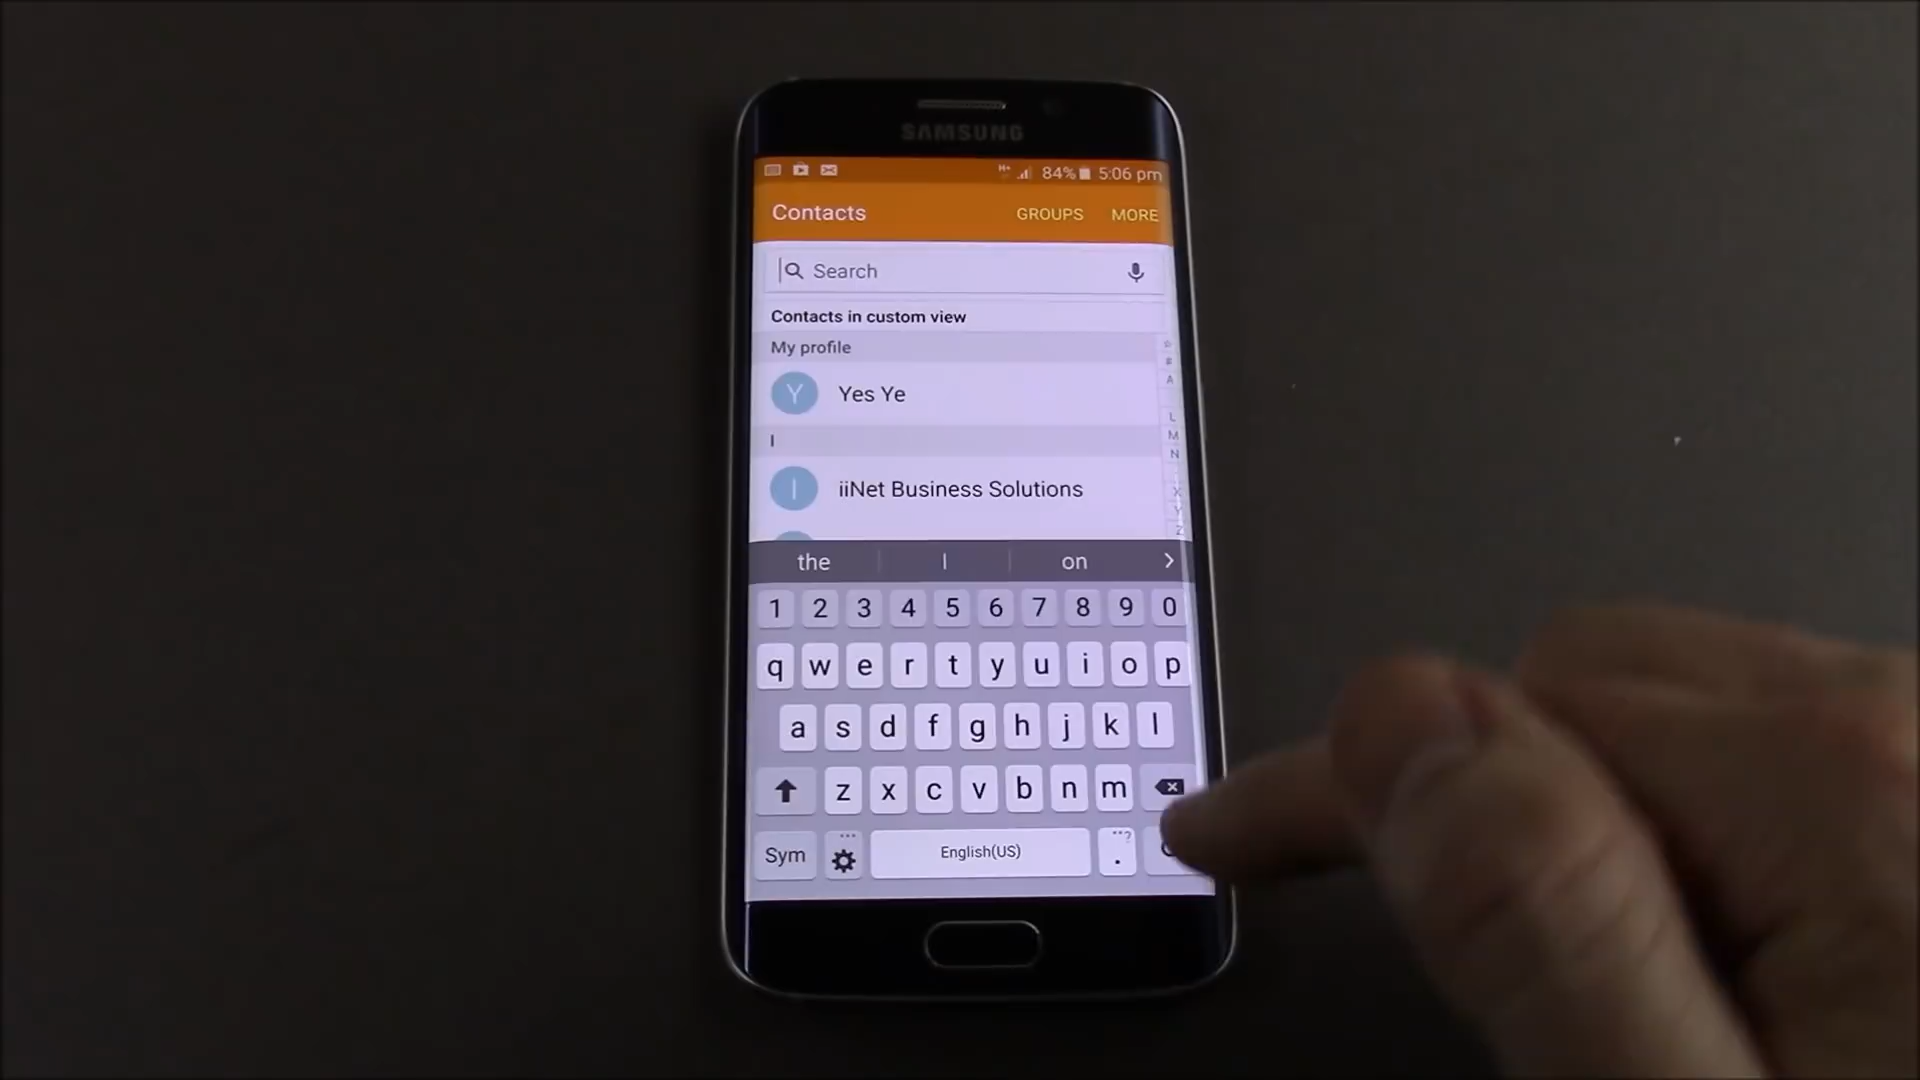 SAMSUNG
84% 5:06 pm
Contacts GROUPS MORE
Search
Contacts in custom view
My profile
Y Yes Ye
I
I iiNet Business Solutions
#
A
L
M
N
X
Y
Z
the I on >
1 2 3 4 5 6 7 8 9 0
q w e r t y u i o p
a s d f g h j k l
z x c v b n m
Sym English(US) .